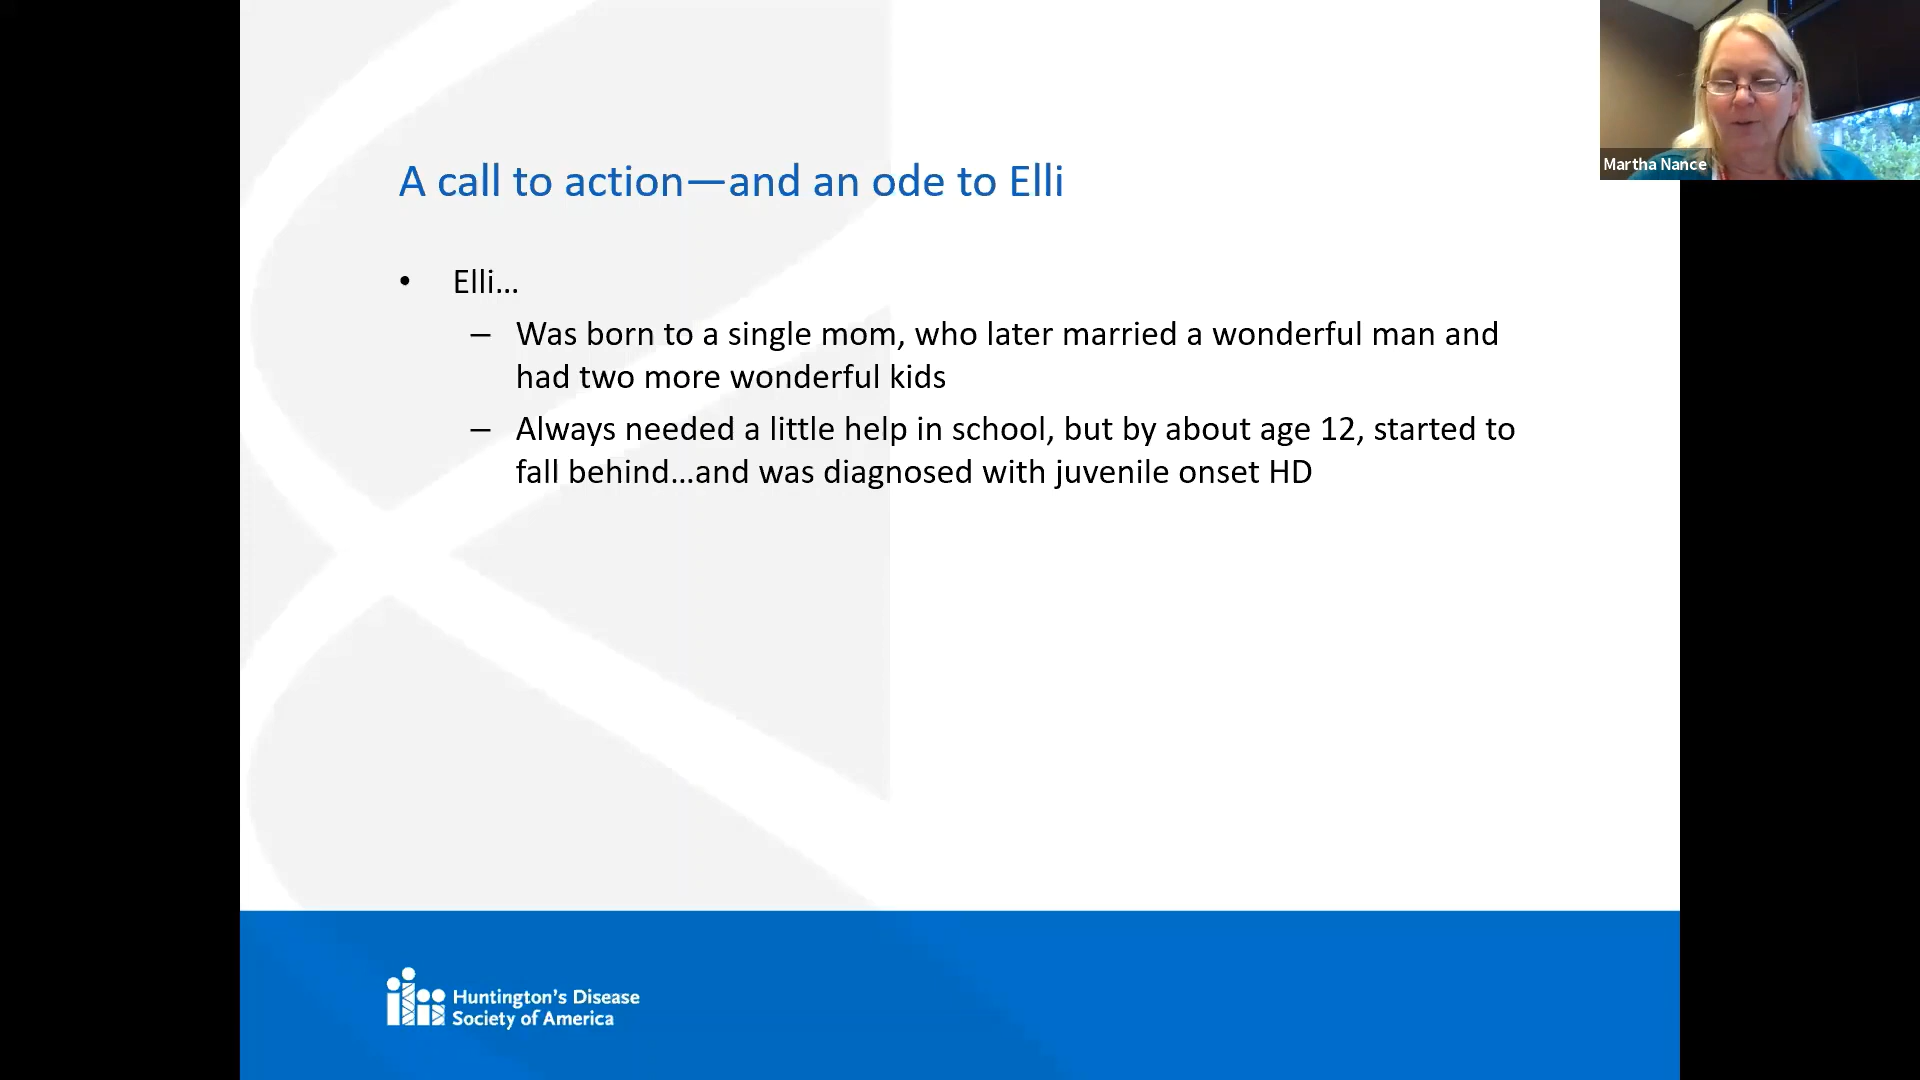 Martha Nance
A call to action—and an ode to Elli
• Elli…
– Was born to a single mom, who later married a wonderful man and
had two more wonderful kids
– Always needed a little help in school, but by about age 12, started to
fall behind…and was diagnosed with juvenile onset HD
Huntington's Disease
Society of America